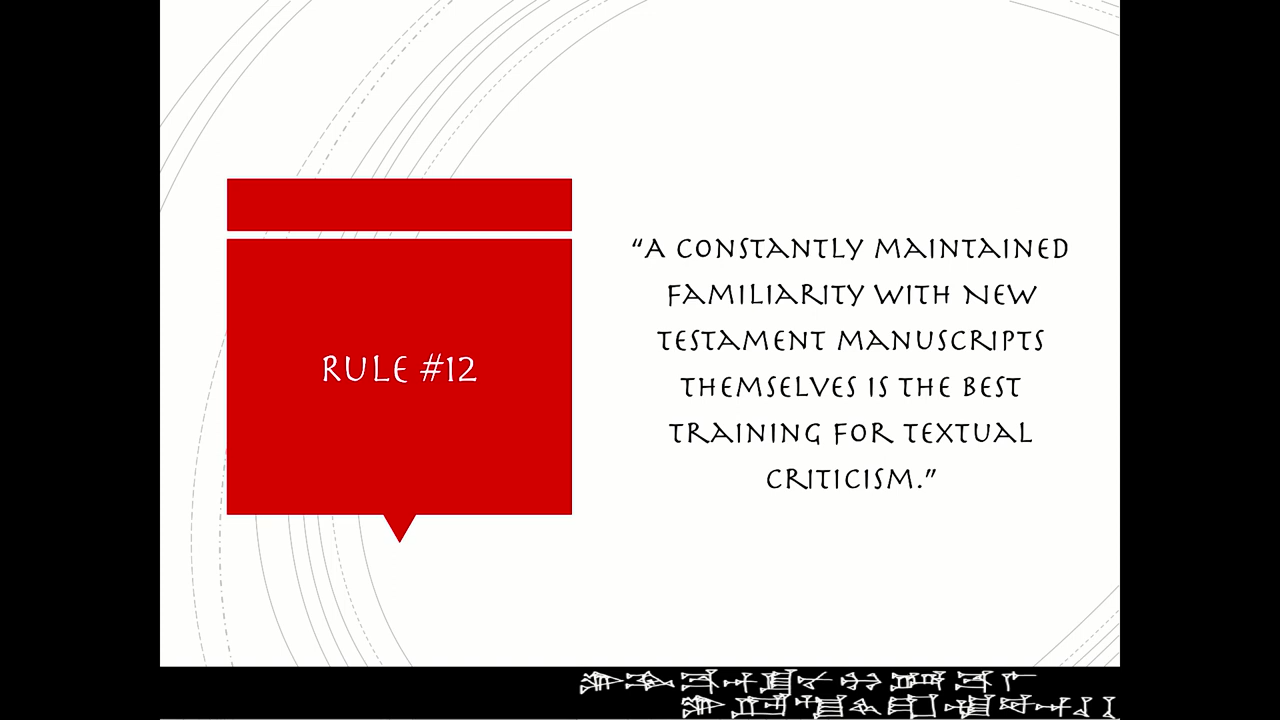 RULE #12
“A CONSTANTLY MAINTAINED
FAMILIARITY WITH NEW
TESTAMENT MANUSCRIPTS
THEMSELVES IS THE BEST
TRAINING FOR TEXTUAL
CRITICISM.”